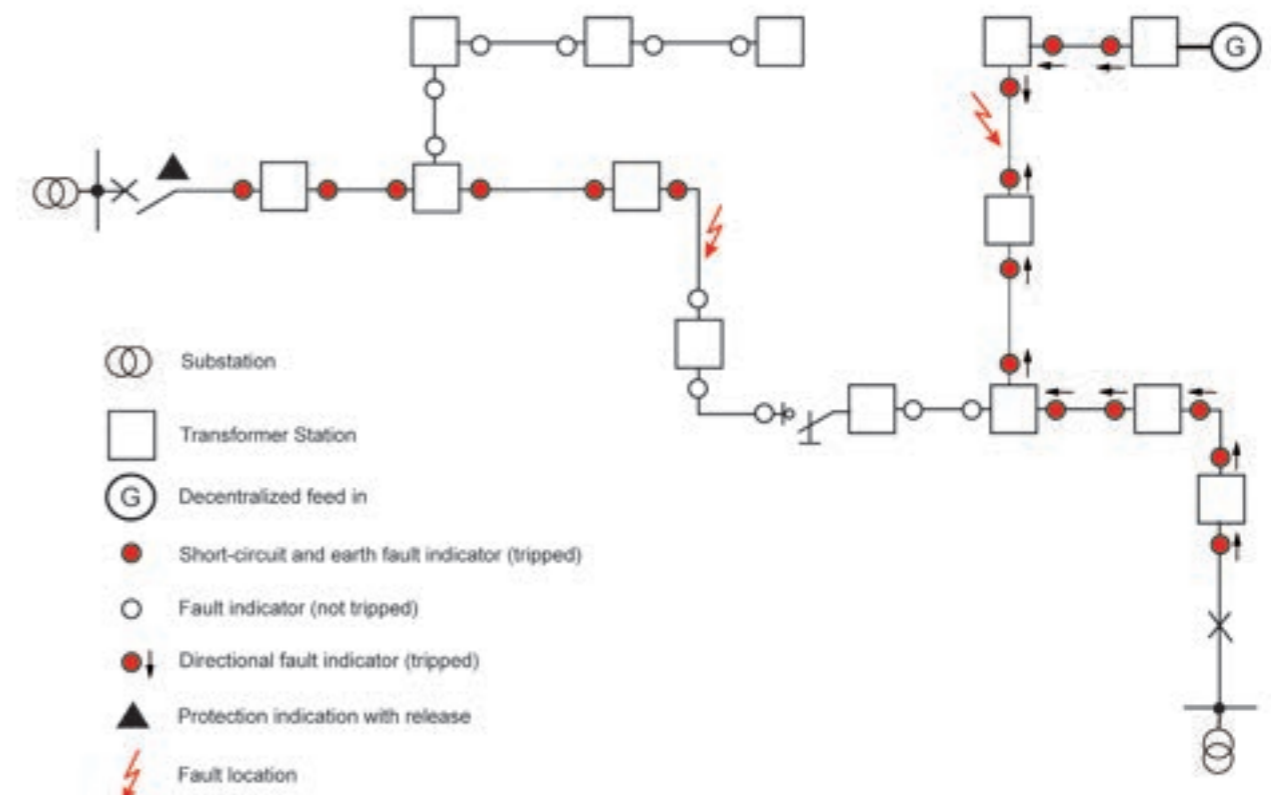 G
Substation
Transformer Station
G
Decentralized feed in
Short-circuit and earth fault indicator (tripped)
Fault indicator (not tripped)
Directional fault indicator (tripped)
Protection indication with release
Fault location